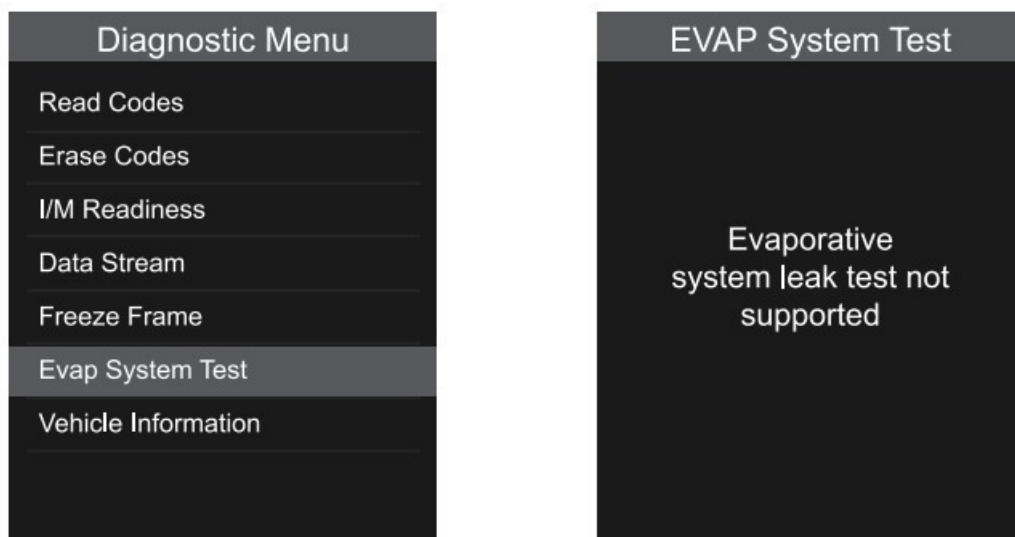 Diagnostic Menu
Read Codes
Erase Codes
I/M Readiness
Data Stream
Freeze Frame
Evap System Test
Vehicle Information
EVAP System Test
Evaporative
system leak test not
supported